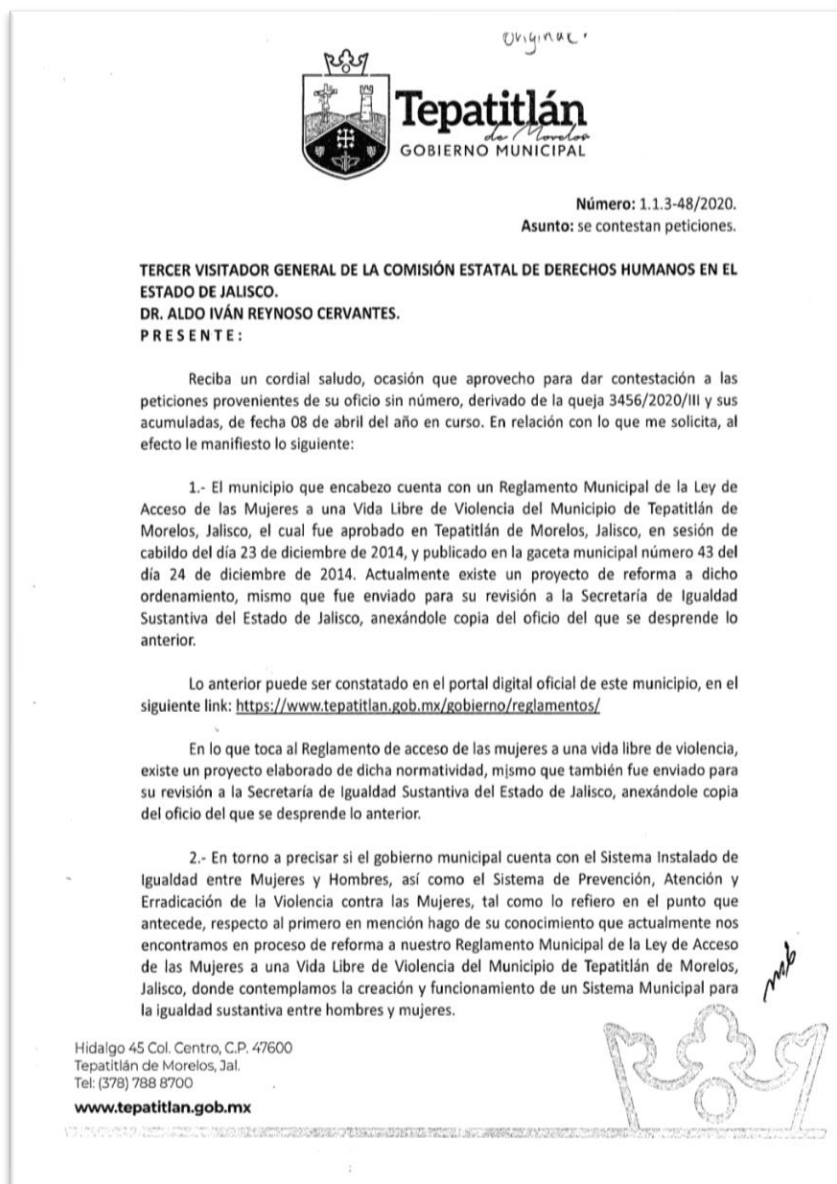 Original.
Tepatitlán
de Morelos
GOBIERNO MUNICIPAL
Número: 1.1.3-48/2020.
Asunto: se contestan peticiones.
TERCER VISITADOR GENERAL DE LA COMISIÓN ESTATAL DE DERECHOS HUMANOS EN EL
ESTADO DE JALISCO.
DR. ALDO IVÁN REYNOSO CERVANTES.
P R E S E N T E :
Reciba un cordial saludo, ocasión que aprovecho para dar contestación a las
peticiones provenientes de su oficio sin número, derivado de la queja 3456/2020/III y sus
acumuladas, de fecha 08 de abril del año en curso. En relación con lo que me solicita, al
efecto le manifiesto lo siguiente:
1.- El municipio que encabezo cuenta con un Reglamento Municipal de la Ley de
Acceso de las Mujeres a una Vida Libre de Violencia del Municipio de Tepatitlán de
Morelos, Jalisco, el cual fue aprobado en Tepatitlán de Morelos, Jalisco, en sesión de
cabildo del día 23 de diciembre de 2014, y publicado en la gaceta municipal número 43 del
día 24 de diciembre de 2014. Actualmente existe un proyecto de reforma a dicho
ordenamiento, mismo que fue enviado para su revisión a la Secretaría de Igualdad
Sustantiva del Estado de Jalisco, anexándole copia del oficio del que se desprende lo
anterior.
Lo anterior puede ser constatado en el portal digital oficial de este municipio, en el
siguiente link: https://www.tepatitlan.gob.mx/gobierno/reglamentos/
En lo que toca al Reglamento de acceso de las mujeres a una vida libre de violencia,
existe un proyecto elaborado de dicha normatividad, mismo que también fue enviado para
su revisión a la Secretaría de Igualdad Sustantiva del Estado de Jalisco, anexándole copia
del oficio del que se desprende lo anterior.
2.- En torno a precisar si el gobierno municipal cuenta con el Sistema Instalado de
Igualdad entre Mujeres y Hombres, así como el Sistema de Prevención, Atención y
Erradicación de la Violencia contra las Mujeres, tal como lo refiero en el punto que
antecede, respecto al primero en mención hago de su conocimiento que actualmente nos
encontramos en proceso de reforma a nuestro Reglamento Municipal de la Ley de Acceso
de las Mujeres a una Vida Libre de Violencia del Municipio de Tepatitlán de Morelos,
Jalisco, donde contemplamos la creación y funcionamiento de un Sistema Municipal para
la igualdad sustantiva entre hombres y mujeres.
Hidalgo 45 Col. Centro, C.P. 47600
Tepatitlán de Morelos, Jal.
Tel: (378) 788 8700
www.tepatitlan.gob.mx